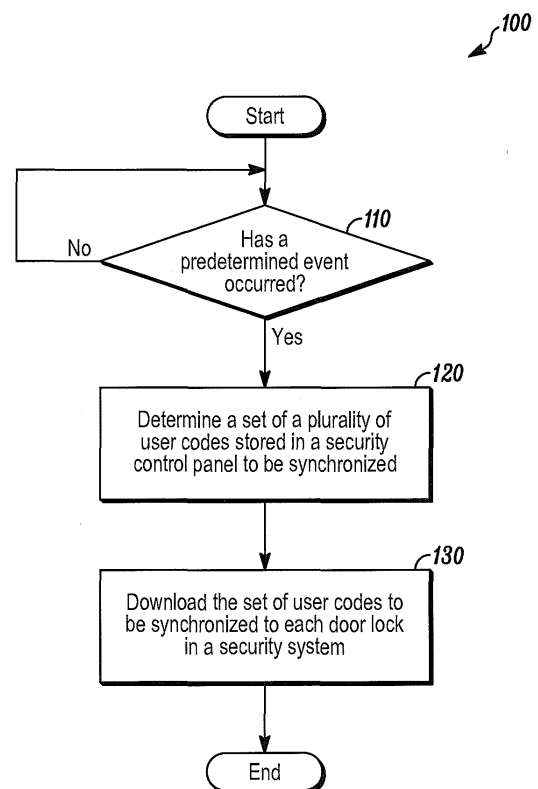 100
Start
110
Has a
predetermined event
occurred?
No
Yes
120
Determine a set of a plurality of
user codes stored in a security
control panel to be synchronized
130
Download the set of user codes to
be synchronized to each door lock
in a security system
End